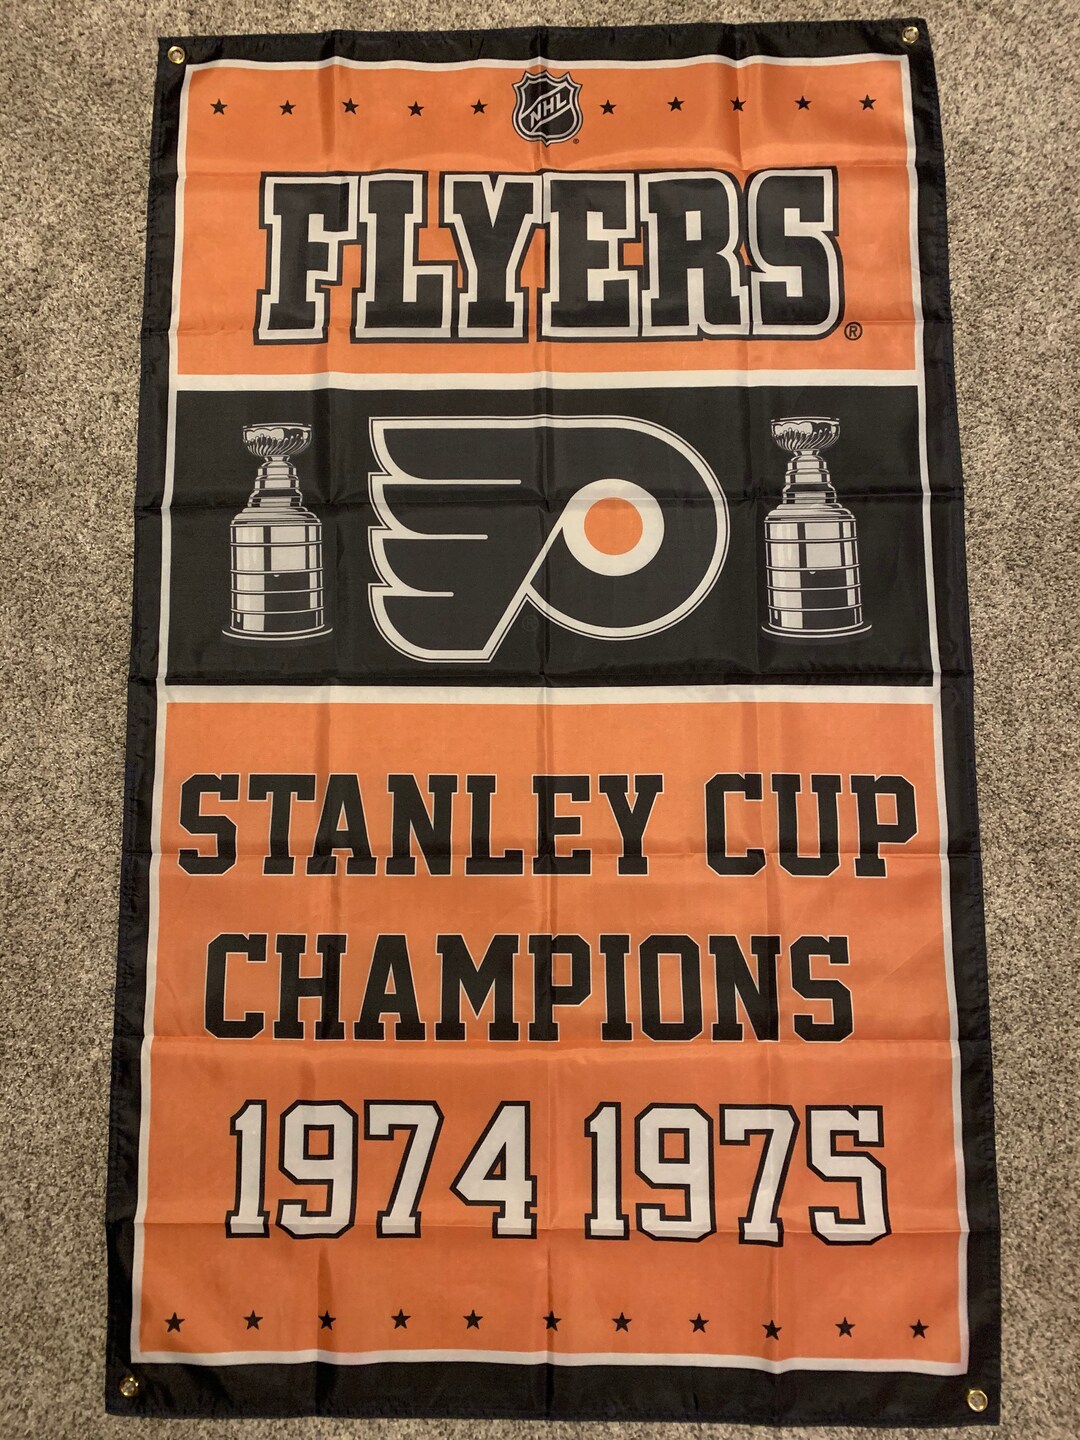 NHL
FLYERS®
STANLEY CUP
CHAMPIONS
1974 1975